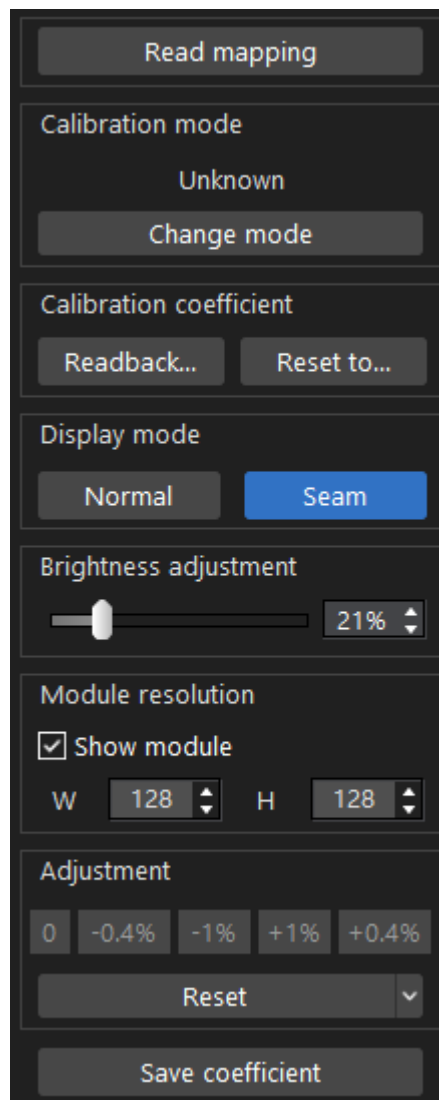 Read mapping
Calibration mode
Unknown
Change mode
Calibration coefficient
Readback... Reset to...
Display mode
Normal Seam
Brightness adjustment
21%
Module resolution
Show module
W 128 H 128
Adjustment
0 -0.4% -1% +1% +0.4%
Reset
Save coefficient